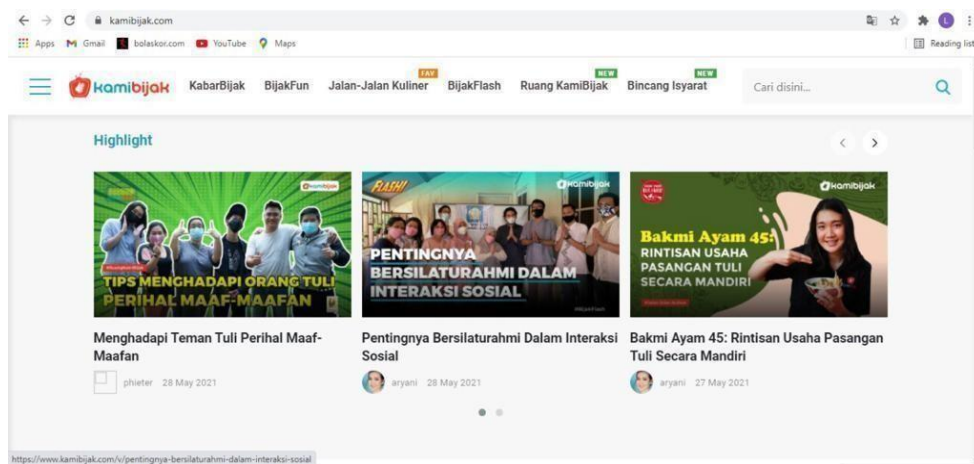 kamibijak.com
Apps Gmail bolaskor.com YouTube Maps Reading list
FAV NEW NEW
kamibijak KabarBijak BijakFun Jalan-Jalan Kuliner BijakFlash Ruang KamiBijak Bincang Isyarat Cari disini...
Highlight
kamibijak
TIPS MENGHADAPI ORANG TULI
PERIHAL MAAF-MAAFAN
FLASH!
kamibijak
PENTINGNYA
BERSILATURAHMI DALAM
INTERAKSI SOSIAL
kamibijak
Bakmi Ayam 45:
RINTISAN USAHA
PASANGAN TULI
SECARA MANDIRI
Menghadapi Teman Tuli Perihal Maaf-
Maafan
phieter 28 May 2021
Pentingnya Bersilaturahmi Dalam Interaksi
Sosial
aryani 28 May 2021
Bakmi Ayam 45: Rintisan Usaha Pasangan
Tuli Secara Mandiri
aryani 27 May 2021
https://www.kamibijak.com/v/pentingnya-bersilaturahmi-dalam-interaksi-sosial